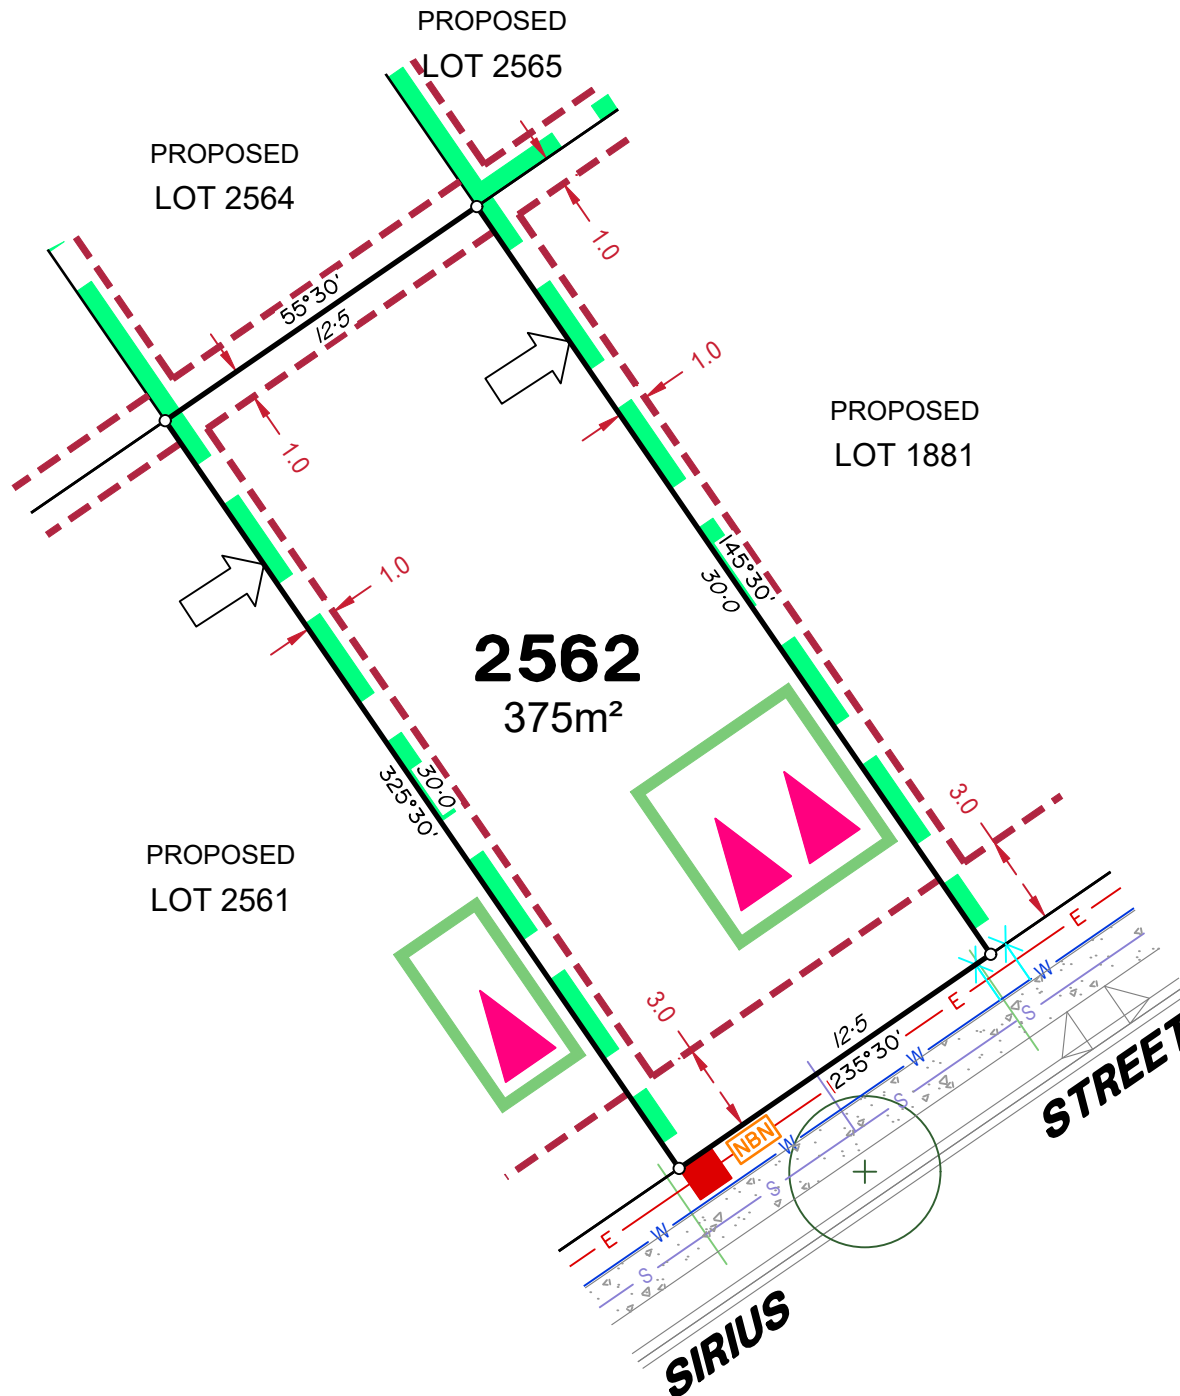 PROPOSED
LOT 2565
PROPOSED
LOT 2564
1.0
55°30'
12·5
1.0
PROPOSED
LOT 1881
1.0
1.0
145°30'
30·0
2562
375m²
30·0
325°30'
3.0
PROPOSED
LOT 2561
3.0
12·5
235°30'
E
W
S
E
W
S
NBN
W
S
E
W
S
SIRIUS STREET